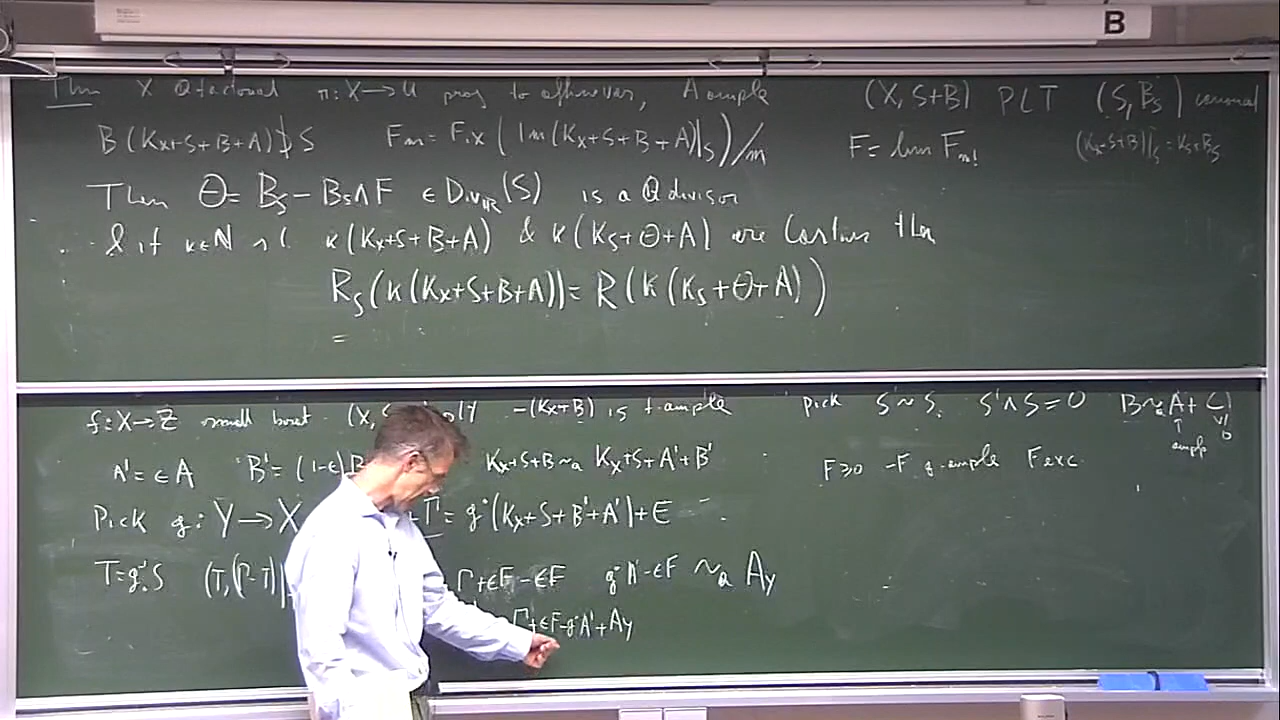 B
Thm X Q factorial π: X→U proj to affine var, A ample (X, S+B) PLT (S, B_S) canonical
B(K_X+S+B+A) ⊅ S F_m = Fix(|m(K_X+S+B+A)|_S)/m F = lim F_m! (K_X+S+B)|_S = K_S+B_S
Then Θ = B_S − B_S∧F ∈ Div_ℝ(S) is a Q divisor
& if k∈ℕ s.t. k(K_X+S+B+A) & k(K_S+Θ+A) are Cartier then
R_S(k(K_X+S+B+A)) = R(k(K_S+Θ+A))
=
f: X→Z small birat. (X, -(K_X+B) is f-ample pick S'~S. S'∧S=0 B ~_Q A + C
↑ ample
0
A' = εA B' = (1-ε)B K_X+S+B ~_Q K_X+S+A'+B' F≥0 -F g-ample F exc.
Pick g: Y→X +Γ = g*(K_X+S+B'+A')+E
T = g^{-1}S (T,(Γ-T)| Γ+εF-εF g*A'-εF ~_Q A_Y
Γ+εF-g*A'+A_Y